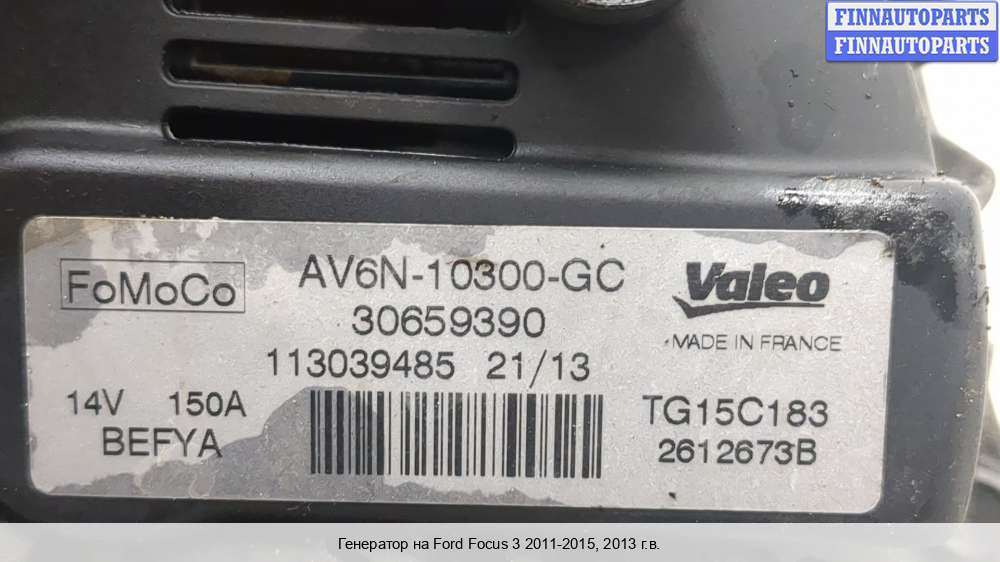 FINNAUTOPARTS
FINNAUTOPARTS
FoMoCo
AV6N-10300-GC
30659390
113039485 21/13
Valeo
MADE IN FRANCE
14V 150A
BEFYA
TG15C183
2612673B
Генератор на Ford Focus 3 2011-2015, 2013 г.в.